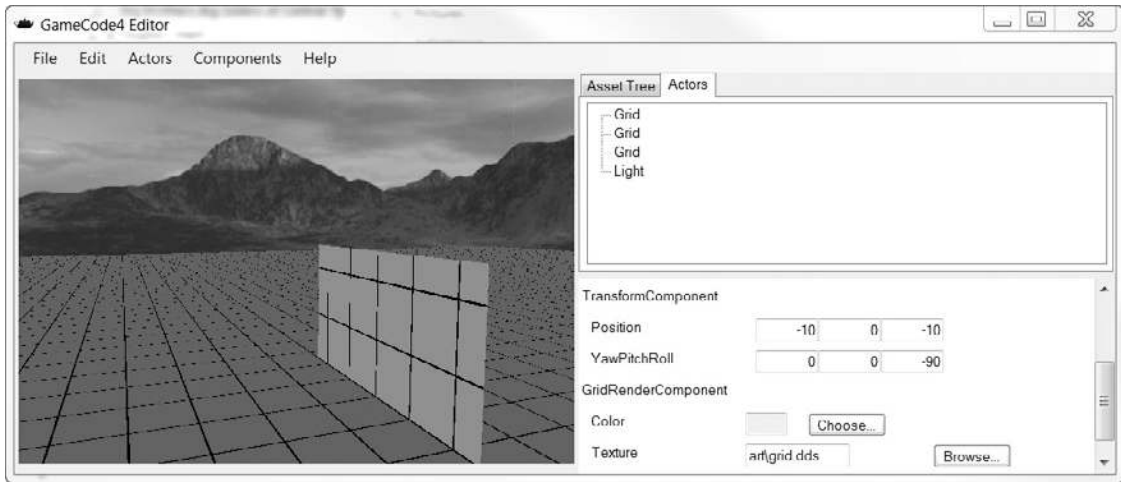 GameCode4 Editor
File Edit Actors Components Help
Asset Tree Actors
Grid
Grid
Grid
Light
TransformComponent
Position -10 0 -10
YawPitchRoll 0 0 -90
GridRenderComponent
Color Choose...
Texture art\grid.dds Browse...